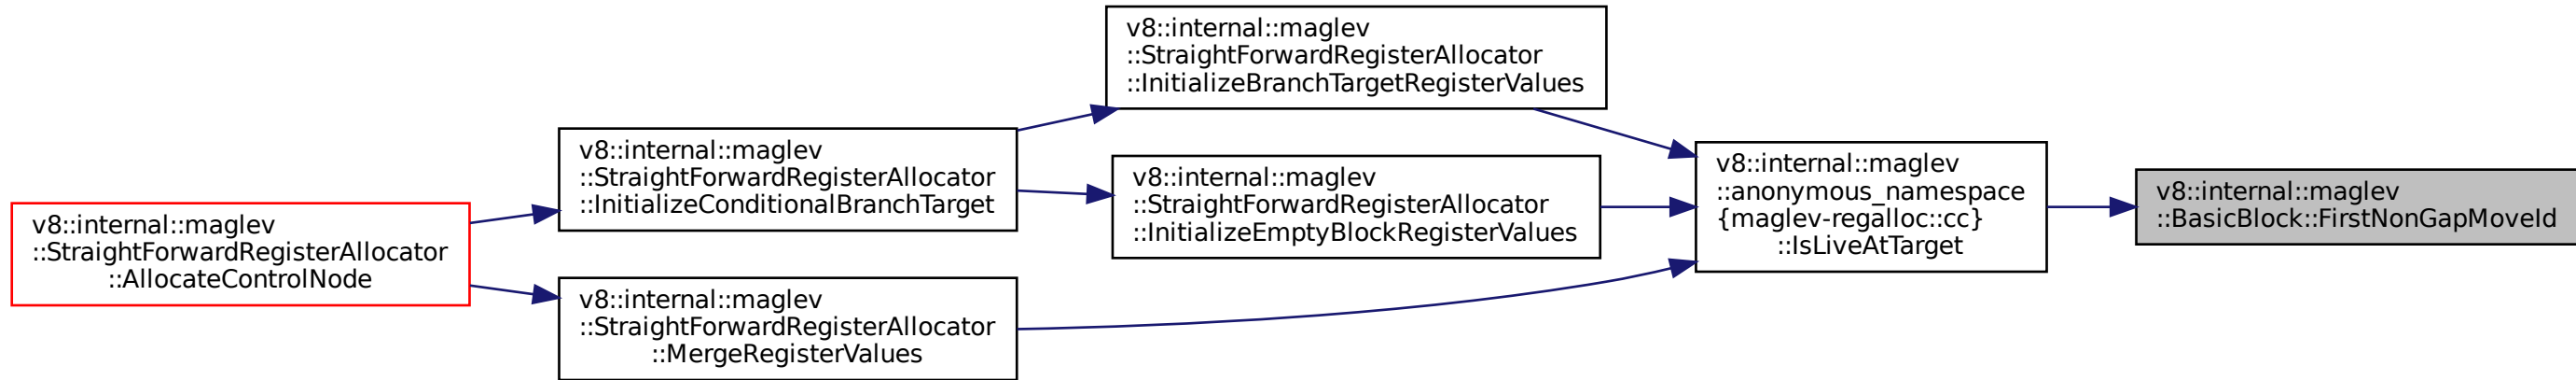 v8::internal::maglev
::StraightForwardRegisterAllocator
::AllocateControlNode
v8::internal::maglev
::StraightForwardRegisterAllocator
::InitializeConditionalBranchTarget
v8::internal::maglev
::StraightForwardRegisterAllocator
::MergeRegisterValues
v8::internal::maglev
::StraightForwardRegisterAllocator
::InitializeBranchTargetRegisterValues
v8::internal::maglev
::StraightForwardRegisterAllocator
::InitializeEmptyBlockRegisterValues
v8::internal::maglev
::anonymous_namespace
{maglev-regalloc::cc}
::IsLiveAtTarget
v8::internal::maglev
::BasicBlock::FirstNonGapMoveId